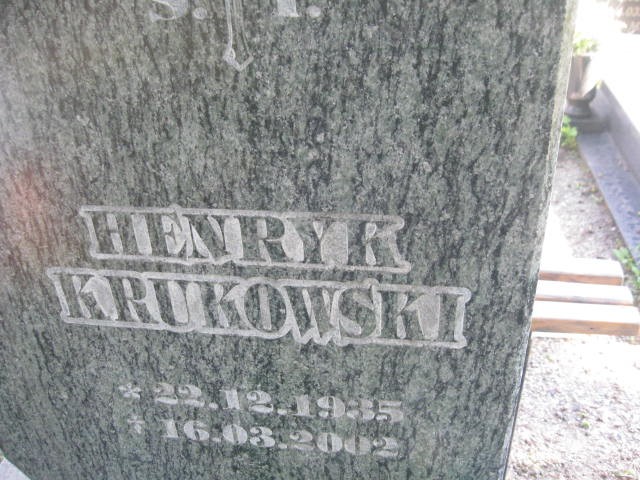 S. P.
HENRYK
KRUKOWSKI
* 22.12.1935
† 16.03.2002